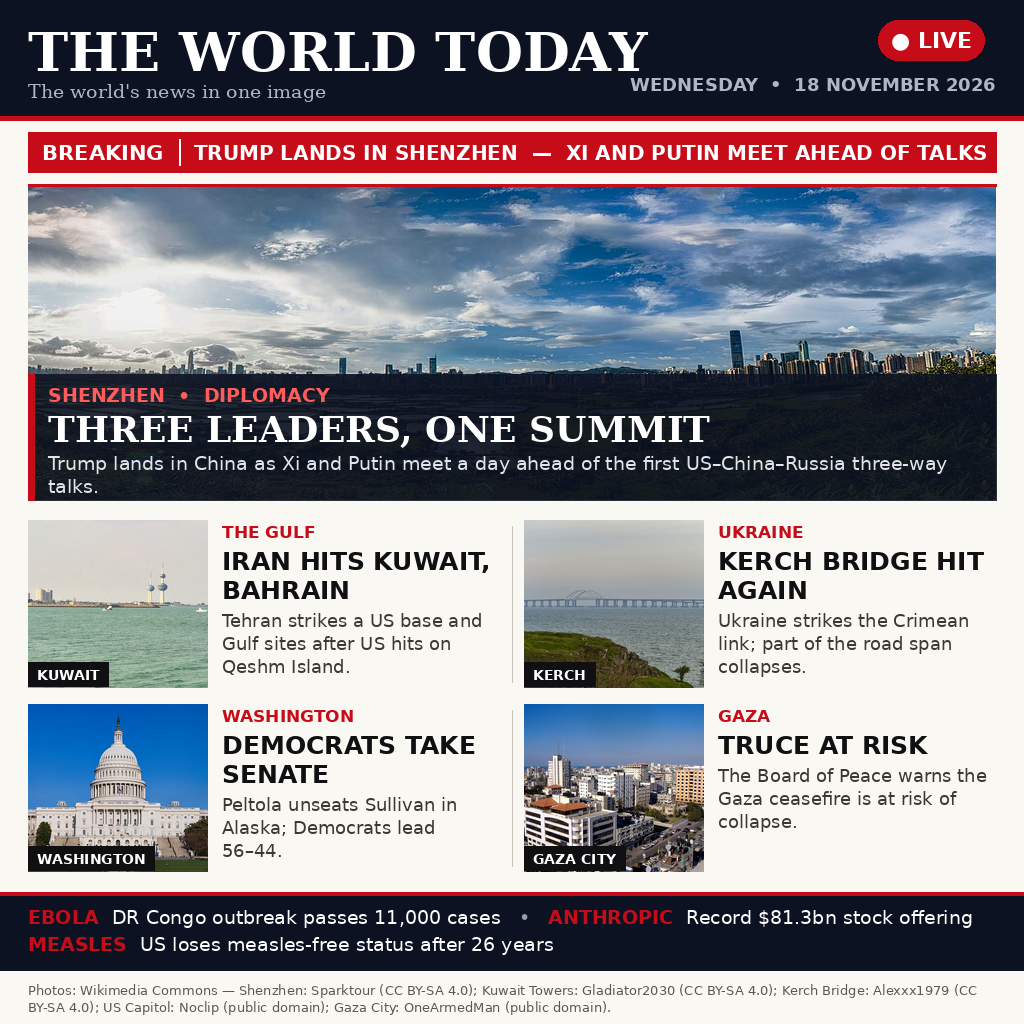 THE WORLD TODAY
The world's news in one image
● LIVE
WEDNESDAY • 18 NOVEMBER 2026
BREAKING | TRUMP LANDS IN SHENZHEN — XI AND PUTIN MEET AHEAD OF TALKS
SHENZHEN • DIPLOMACY
THREE LEADERS, ONE SUMMIT
Trump lands in China as Xi and Putin meet a day ahead of the first US–China–Russia three-way
talks.
KUWAIT
THE GULF
IRAN HITS KUWAIT,
BAHRAIN
Tehran strikes a US base and
Gulf sites after US hits on
Qeshm Island.
KERCH
UKRAINE
KERCH BRIDGE HIT
AGAIN
Ukraine strikes the Crimean
link; part of the road span
collapses.
WASHINGTON
WASHINGTON
DEMOCRATS TAKE
SENATE
Peltola unseats Sullivan in
Alaska; Democrats lead
56–44.
GAZA CITY
GAZA
TRUCE AT RISK
The Board of Peace warns the
Gaza ceasefire is at risk of
collapse.
EBOLA DR Congo outbreak passes 11,000 cases • ANTHROPIC Record $81.3bn stock offering
MEASLES US loses measles-free status after 26 years
Photos: Wikimedia Commons — Shenzhen: Sparktour (CC BY-SA 4.0); Kuwait Towers: Gladiator2030 (CC BY-SA 4.0); Kerch Bridge: Alexxx1979 (CC
BY-SA 4.0); US Capitol: Noclip (public domain); Gaza City: OneArmedMan (public domain).